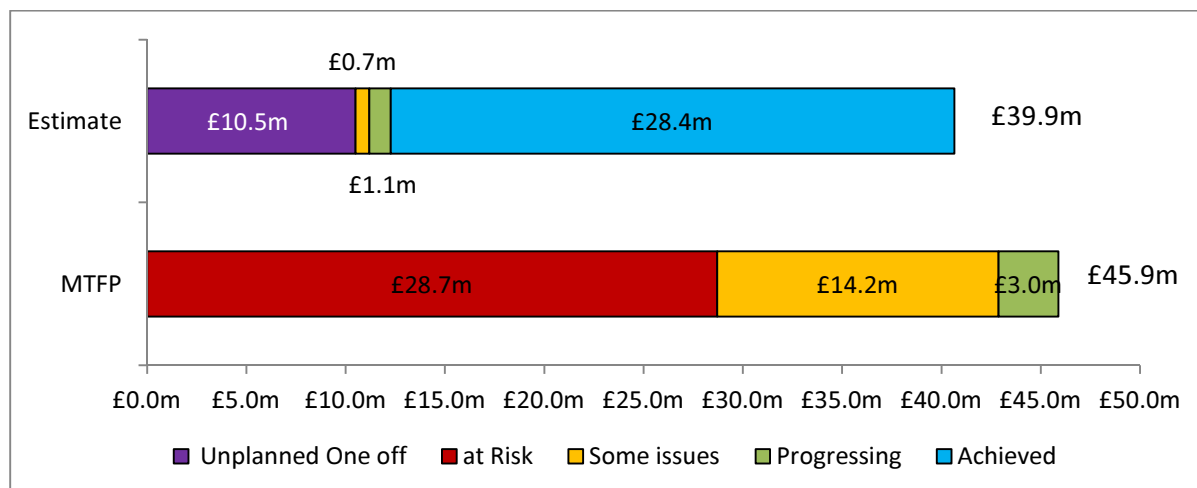 £0.7m
Estimate £10.5m £28.4m £39.9m
£1.1m
MTFP £28.7m £14.2m £3.0m £45.9m
£0.0m £5.0m £10.0m £15.0m £20.0m £25.0m £30.0m £35.0m £40.0m £45.0m £50.0m
Unplanned One off at Risk Some issues Progressing Achieved